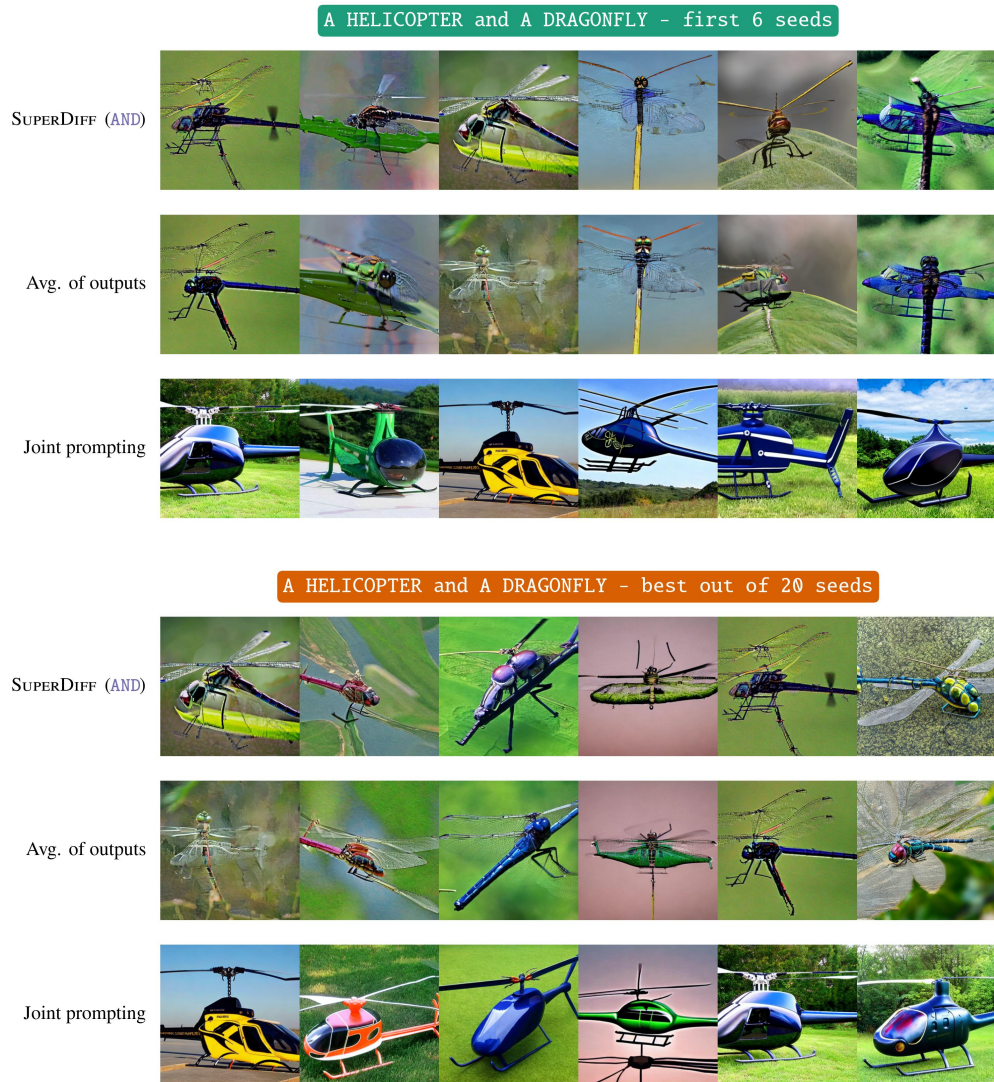 A HELICOPTER and A DRAGONFLY - first 6 seeds
SUPERDIFF (AND)
Avg. of outputs
Joint prompting
A HELICOPTER and A DRAGONFLY - best out of 20 seeds
SUPERDIFF (AND)
Avg. of outputs
Joint prompting